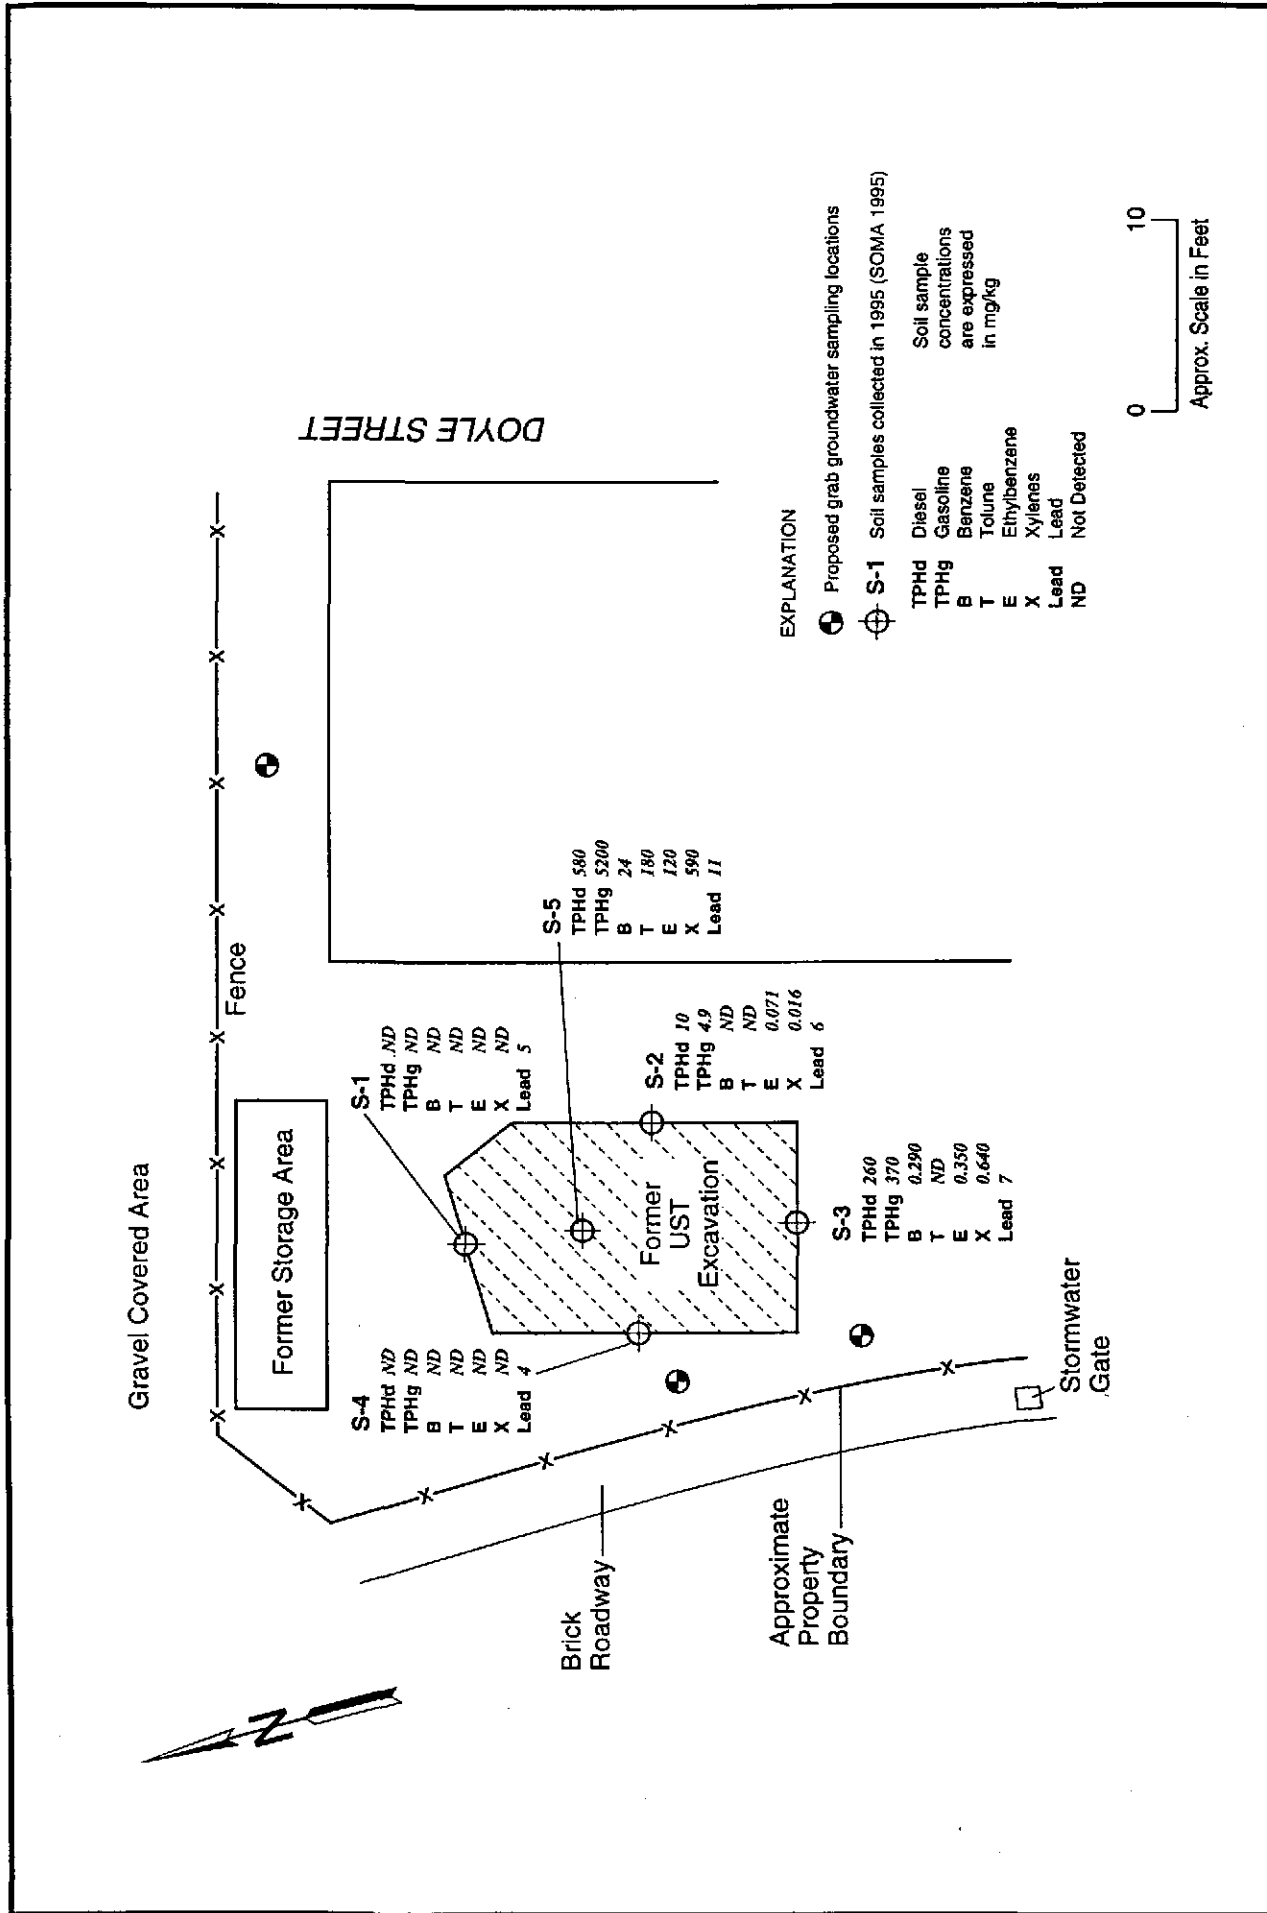 Gravel Covered Area
Fence
Former Storage Area
DOYLE STREET
S-1
TPHd .ND
TPHg ND
B ND
T ND
E ND
X ND
Lead 5
S-4
TPHd ND
TPHg ND
B ND
T ND
E ND
X ND
Lead 4
S-5
TPHd 580
TPHg 5200
B 24
T 180
E 120
X 590
Lead 11
Former
UST
Excavation
S-2
TPHd 10
TPHg 4.9
B ND
T ND
E 0.071
X 0.016
Lead 6
S-3
TPHd 260
TPHg 370
B 0.290
T ND
E 0.350
X 0.640
Lead 7
N
Brick
Roadway
Approximate
Property
Boundary
Stormwater
Gate
EXPLANATION
Proposed grab groundwater sampling locations
S-1 Soil samples collected in 1995 (SOMA 1995)
TPHd Diesel
TPHg Gasoline
B Benzene
T Tolune
E Ethylbenzene
X Xylenes
Lead Lead
ND Not Detected
Soil sample
concentrations
are expressed
in mg/kg
0 10
Approx. Scale in Feet